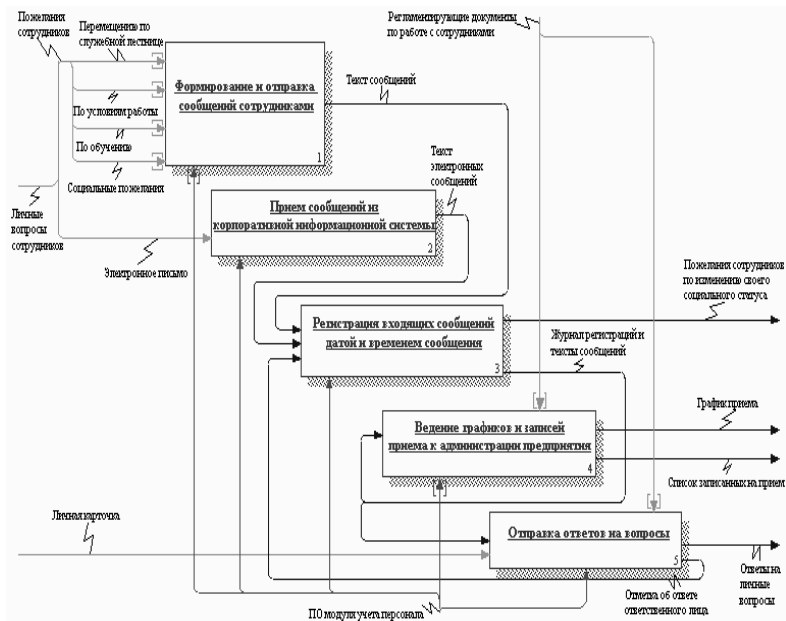 Пожелания
сотрудников
Перемещению по
служебной лестнице
Регламентирующие документы
по работе с сотрудниками
Формирование и отправка
сообщений сотрудниками
1
Текст сообщений
По условиям работы
По обучению
Социальные пожелания
Текст
электронных
сообщений
Личные
вопросы
сотрудников
Прием сообщений из
корпоративной информационной системы
2
Электронное письмо
Пожелания сотрудников
по изменению своего
социального статуса
Регистрация входящих сообщений
датой и временем сообщения
3
Журнал регистраций и
тексты сообщений
График приема
Ведение графиков и записей
приема к администрации предприятия
4
Список записанных на прием
Личная карточка
Отправка ответов на вопросы
5
Ответы на
личные
вопросы
Отметка об ответе
ответственного лица
ПО модуля учета персонала